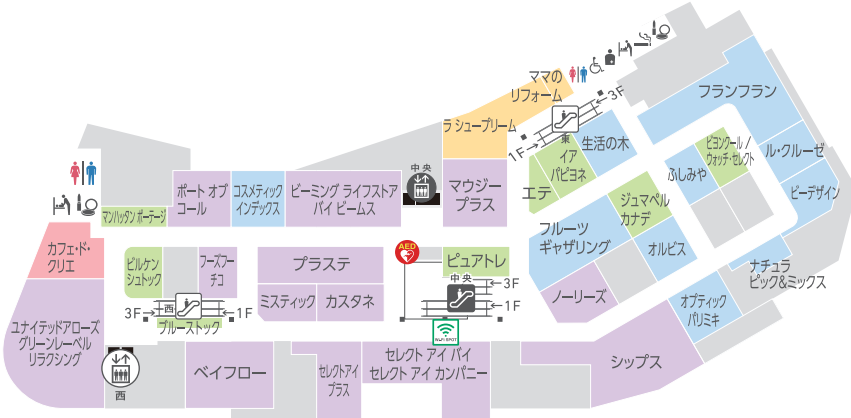 ママの
リフォーム
3F
フランフラン
ラ シュープリーム
1F
東
生活の木
イア
パピヨネ
ビヨンクール /
ウォッチ・セレクト
ル・クルーゼ
中央
ふしみや
ポート オブ
コール
コスメティック
インデックス
ビーミング ライフストア
バイ ビームス
マウジー
プラス
エテ
ジュマペル
カナデ
ビーデザイン
マンハッタン ポーテージ
フルーツ
ギャザリング
カフェ・ド・
クリエ
AED
オルビス
ビルケン
シュトック
フーズフー
チコ
プラステ
ピュアトレ
ナチュラ
ピック&ミックス
中央
3F
ミスティック
カスタネ
ノーリーズ
オプティック
パリミキ
3F
西
1F
1F
ユナイテッドアローズ
グリーンレーベル
リラクシング
ブルーストック
Wi-Fi SPOT
西
ベイフロー
セレクトアイ
プラス
セレクト アイ バイ
セレクト アイ カンパニー
シップス